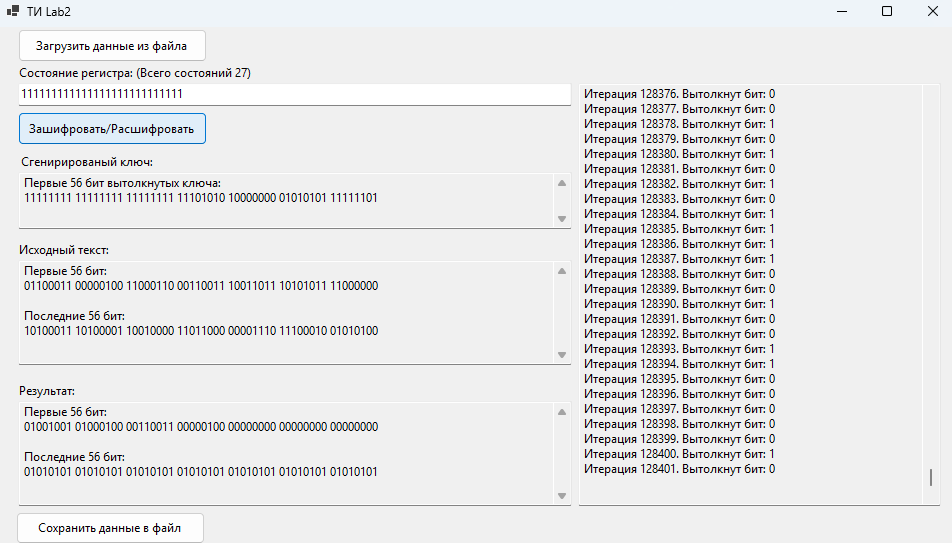 ТИ Lab2
Загрузить данные из файла
Состояние регистра: (Всего состояний 27)
111111111111111111111111111
Зашифровать/Расшифровать
Сгенирированый ключ:
Первые 56 бит вытолкнутых ключа:
11111111 11111111 11111111 11101010 10000000 01010101 11111101
Исходный текст:
Первые 56 бит:
01100011 00000100 11000110 00110011 10011011 10101011 11000000
Последние 56 бит:
10100011 10100001 10010000 11011000 00001110 11100010 01010100
Результат:
Первые 56 бит:
01001001 01000100 00110011 00000100 00000000 00000000 00000000
Последние 56 бит:
01010101 01010101 01010101 01010101 01010101 01010101 01010101
Сохранить данные в файл
Итерация 128376. Вытолкнут бит: 0
Итерация 128377. Вытолкнут бит: 0
Итерация 128378. Вытолкнут бит: 1
Итерация 128379. Вытолкнут бит: 0
Итерация 128380. Вытолкнут бит: 1
Итерация 128381. Вытолкнут бит: 0
Итерация 128382. Вытолкнут бит: 1
Итерация 128383. Вытолкнут бит: 0
Итерация 128384. Вытолкнут бит: 1
Итерация 128385. Вытолкнут бит: 1
Итерация 128386. Вытолкнут бит: 1
Итерация 128387. Вытолкнут бит: 1
Итерация 128388. Вытолкнут бит: 0
Итерация 128389. Вытолкнут бит: 0
Итерация 128390. Вытолкнут бит: 1
Итерация 128391. Вытолкнут бит: 0
Итерация 128392. Вытолкнут бит: 0
Итерация 128393. Вытолкнут бит: 1
Итерация 128394. Вытолкнут бит: 1
Итерация 128395. Вытолкнут бит: 0
Итерация 128396. Вытолкнут бит: 0
Итерация 128397. Вытолкнут бит: 0
Итерация 128398. Вытолкнут бит: 0
Итерация 128399. Вытолкнут бит: 0
Итерация 128400. Вытолкнут бит: 1
Итерация 128401. Вытолкнут бит: 0